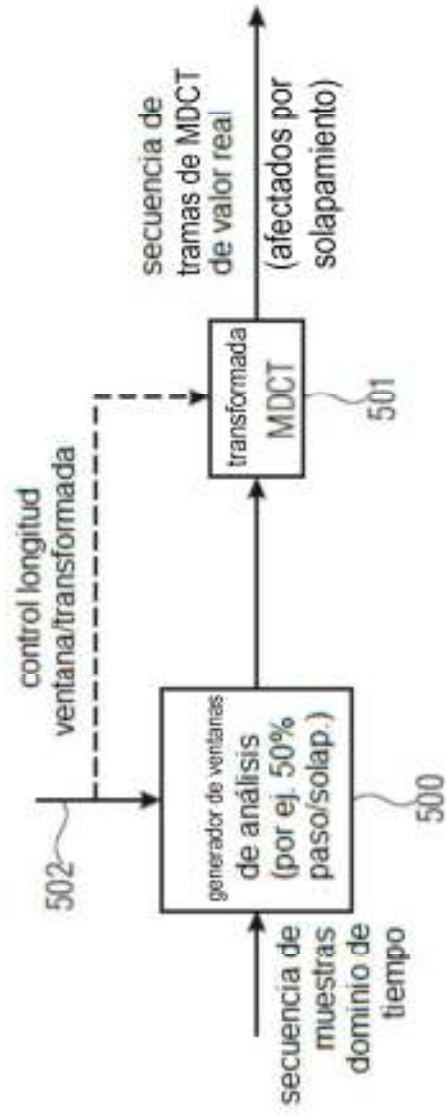 secuencia de
muestras
dominio de
tiempo
502
control longitud
ventana/transformada
generador de ventanas
de análisis
(por ej. 50%
paso/solap.)
500
transformada
MDCT
501
secuencia de
tramas de MDCT
de valor real
(afectados por
solapamiento)